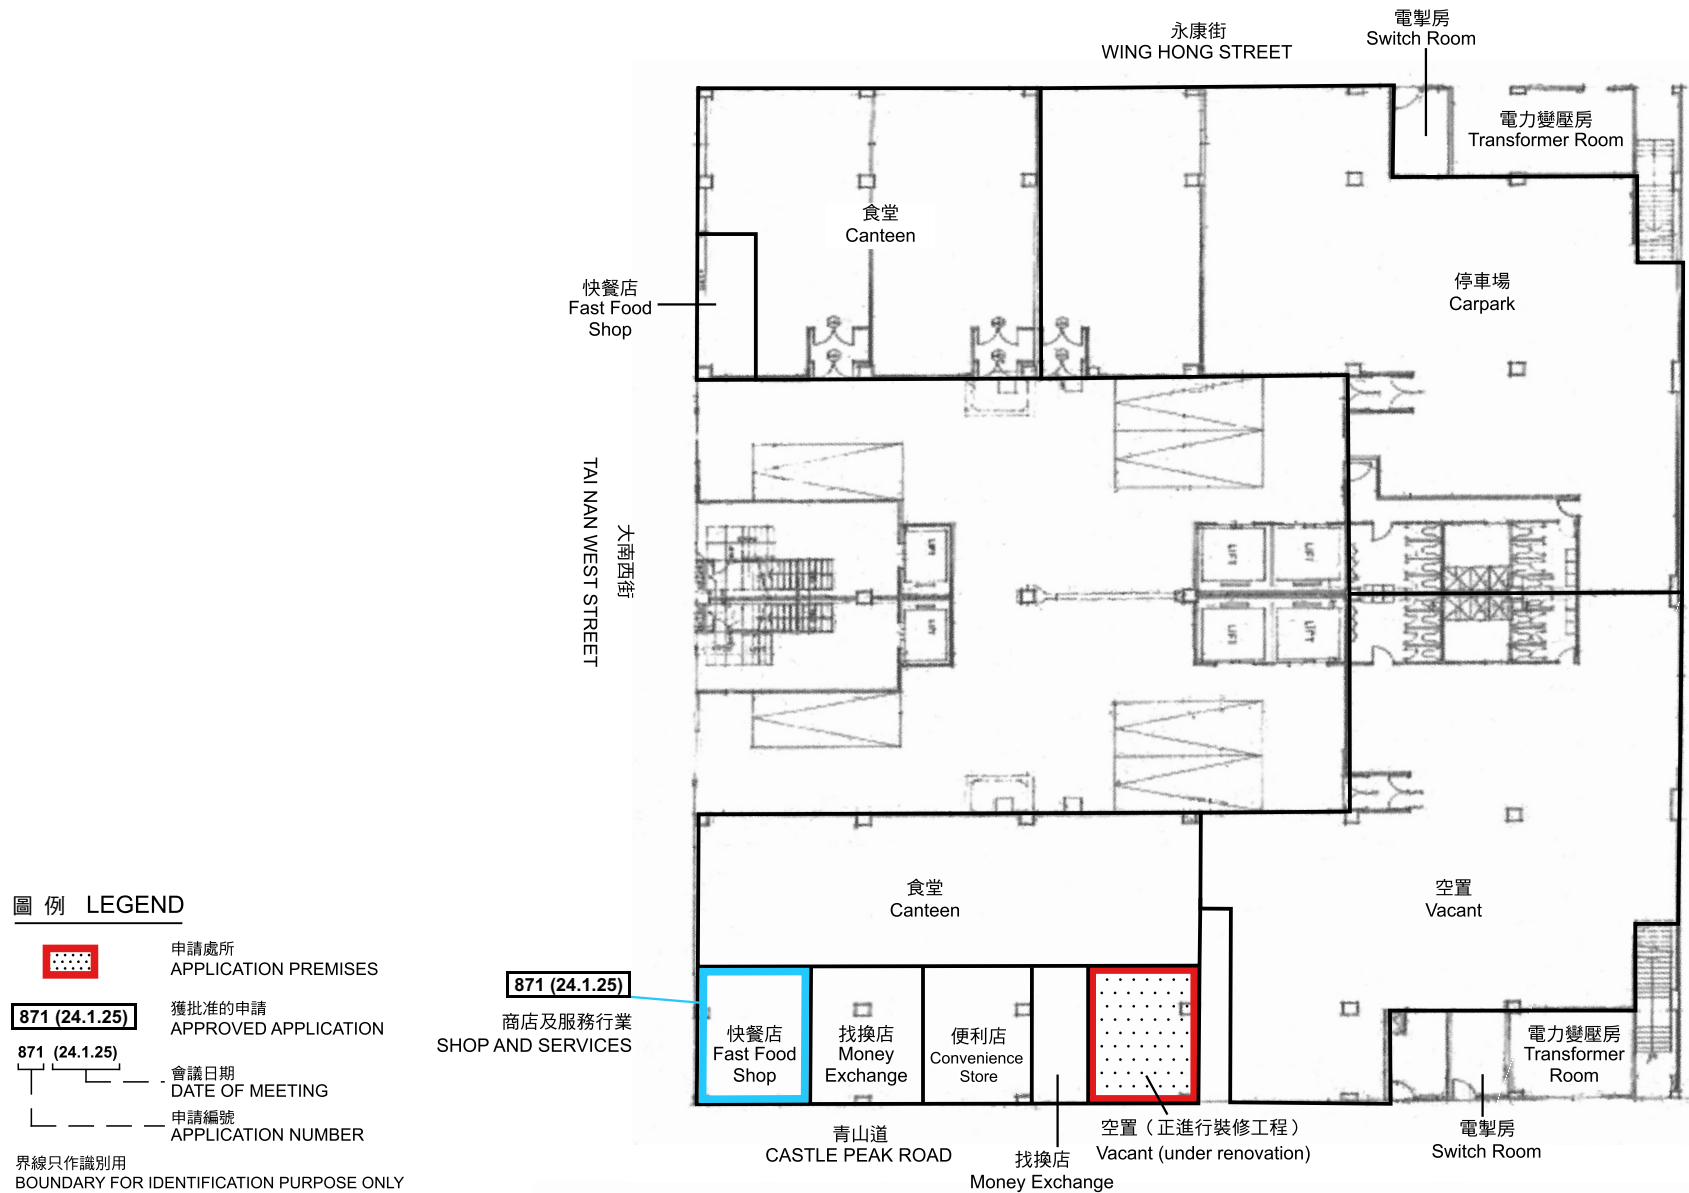 永康街
WING HONG STREET
電掣房
Switch Room
電力變壓房
Transformer Room
食堂
Canteen
停車場
Carpark
快餐店
Fast Food
Shop
大南西街
TAI NAN WEST STREET
LIFT
LIFT
LIFT
LIFT
LIFT
LIFT
食堂
Canteen
空置
Vacant
871 (24.1.25)
商店及服務行業
SHOP AND SERVICES
快餐店
Fast Food
Shop
找換店
Money
Exchange
便利店
Convenience
Store
電力變壓房
Transformer
Room
青山道
CASTLE PEAK ROAD
找換店
Money Exchange
空置（正進行裝修工程）
Vacant (under renovation)
電掣房
Switch Room
圖 例 LEGEND
申請處所
APPLICATION PREMISES
871 (24.1.25)
獲批准的申請
APPROVED APPLICATION
871 (24.1.25)
會議日期
DATE OF MEETING
申請編號
APPLICATION NUMBER
界線只作識別用
BOUNDARY FOR IDENTIFICATION PURPOSE ONLY